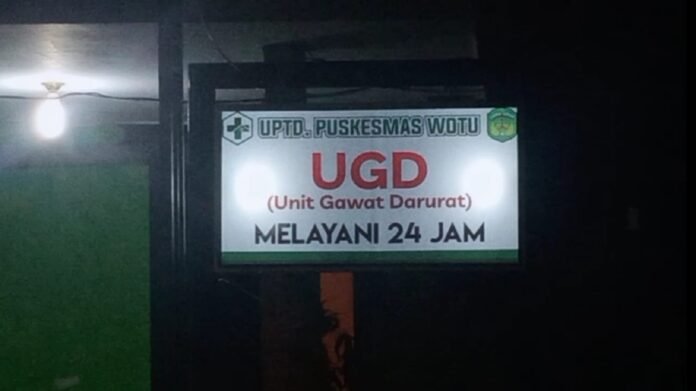 UPTD. PUSKESMAS WOTU
UGD
(Unit Gawat Darurat)
MELAYANI 24 JAM